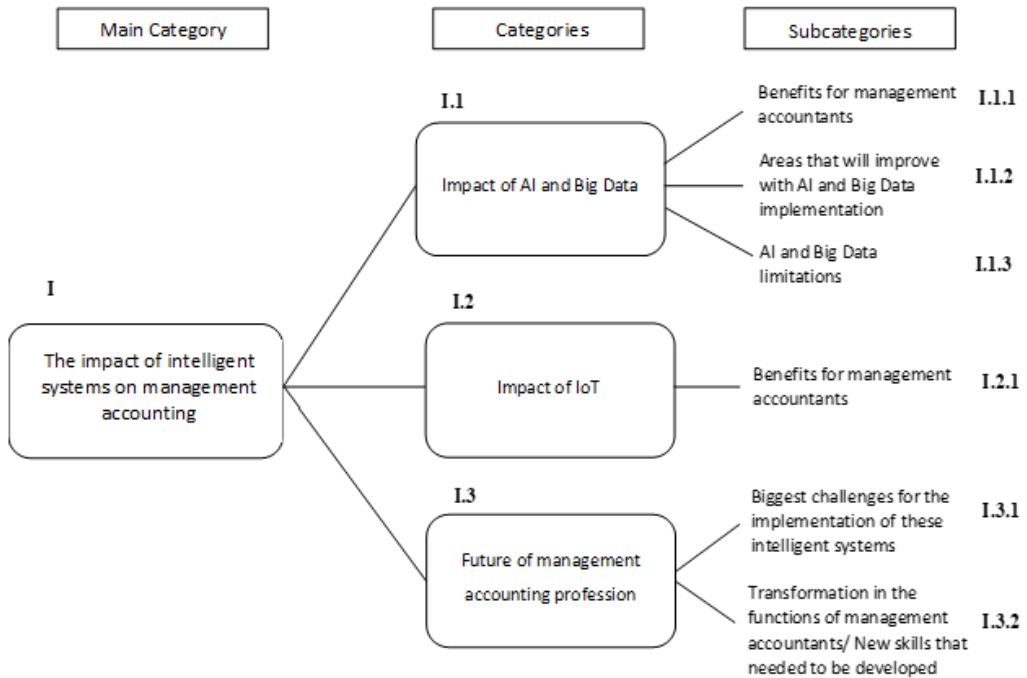 Main Category
Categories
Subcategories
I
The impact of intelligent
systems on management
accounting
I.1
Impact of AI and Big Data
Benefits for management
accountants
I.1.1
Areas that will improve
with AI and Big Data
implementation
I.1.2
AI and Big Data
limitations
I.1.3
I.2
Impact of IoT
Benefits for management
accountants
I.2.1
I.3
Future of management
accounting profession
Biggest challenges for the
implementation of these
intelligent systems
I.3.1
Transformation in the
functions of management
accountants/ New skills that
needed to be developed
I.3.2